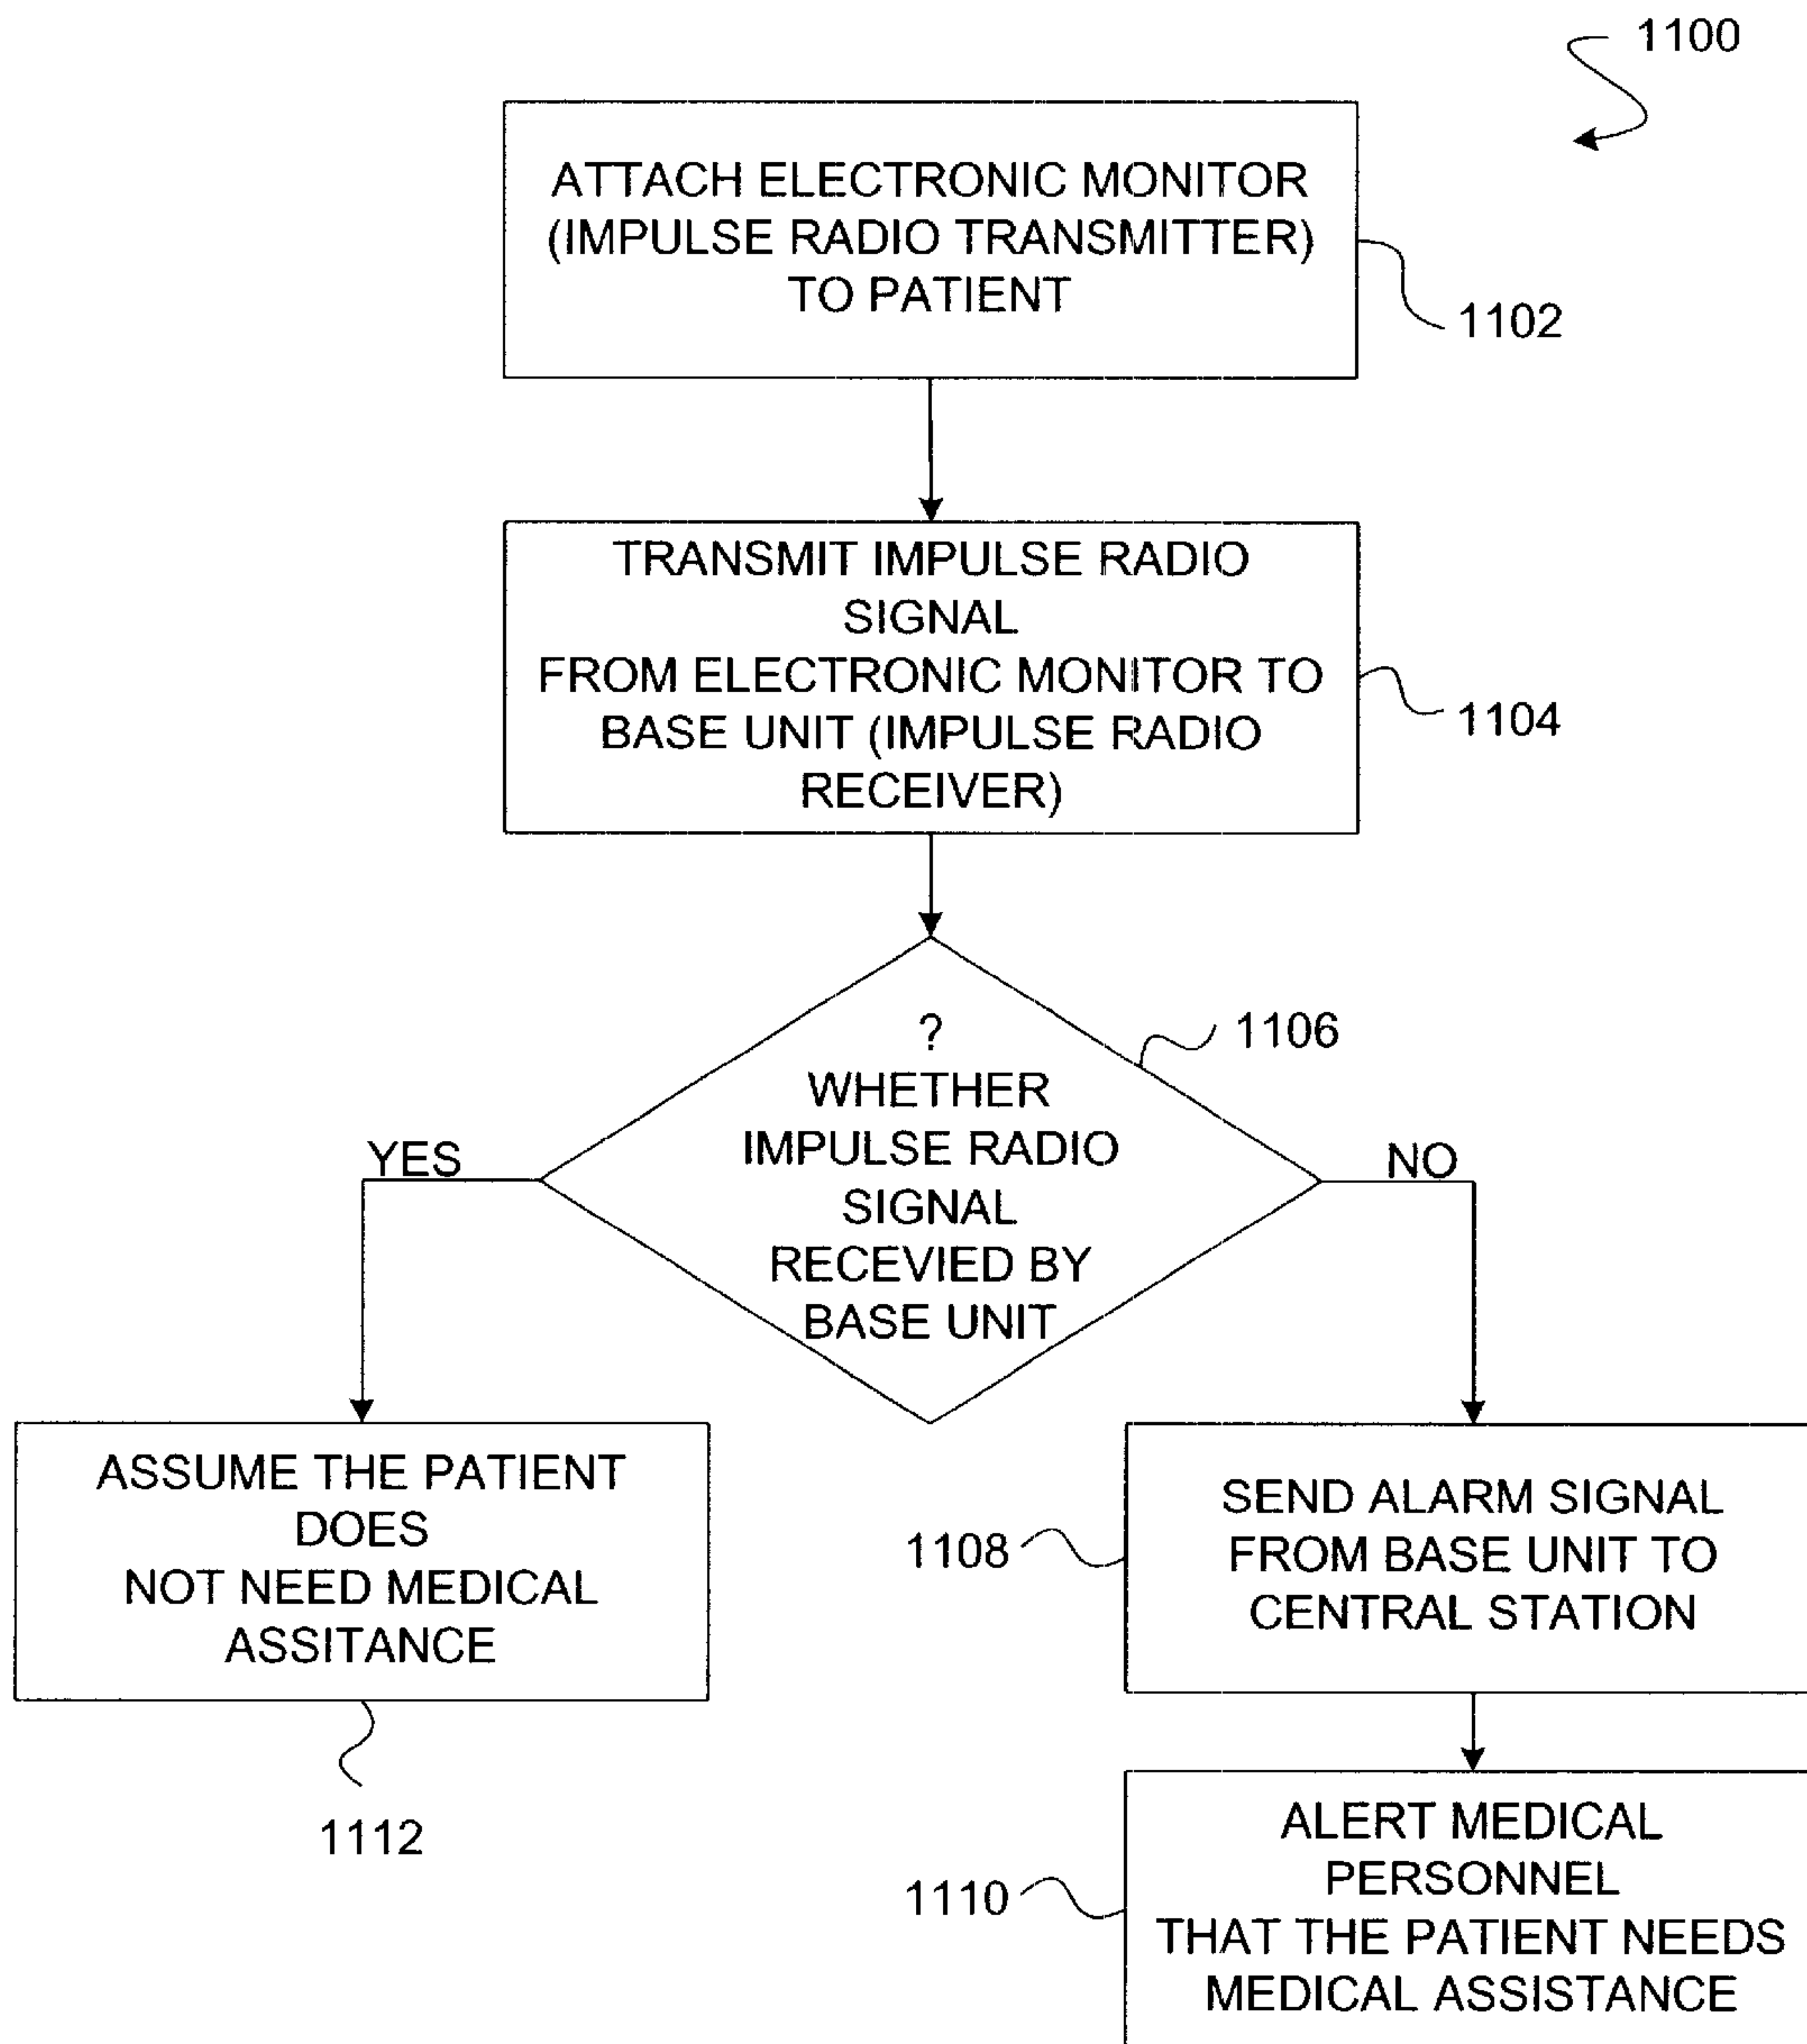 1100
ATTACH ELECTRONIC MONITOR
(IMPULSE RADIO TRANSMITTER)
TO PATIENT
1102
TRANSMIT IMPULSE RADIO
SIGNAL
FROM ELECTRONIC MONITOR TO
BASE UNIT (IMPULSE RADIO
RECEIVER)
1104
?
WHETHER
IMPULSE RADIO
SIGNAL
RECEVIED BY
BASE UNIT
1106
YES
NO
ASSUME THE PATIENT
DOES
NOT NEED MEDICAL
ASSITANCE
1112
SEND ALARM SIGNAL
FROM BASE UNIT TO
CENTRAL STATION
1108
ALERT MEDICAL
PERSONNEL
THAT THE PATIENT NEEDS
MEDICAL ASSISTANCE
1110